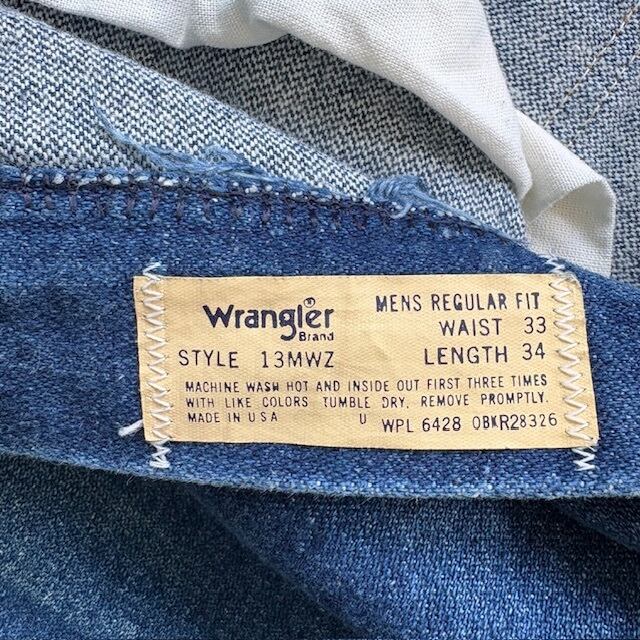 Wrangler® MENS REGULAR FIT
Brand WAIST 33
STYLE 13MWZ LENGTH 34
MACHINE WASH HOT AND INSIDE OUT FIRST THREE TIMES
WITH LIKE COLORS TUMBLE DRY. REMOVE PROMPTLY.
MADE IN USA U WPL 6428 OBKR28326